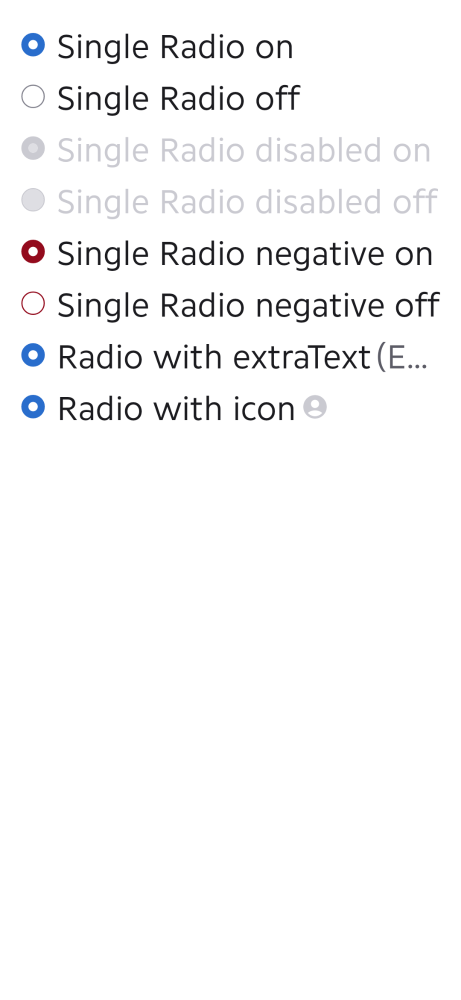 Single Radio on
Single Radio off
Single Radio disabled on
Single Radio disabled off
Single Radio negative on
Single Radio negative off
Radio with extraText (E...
Radio with icon